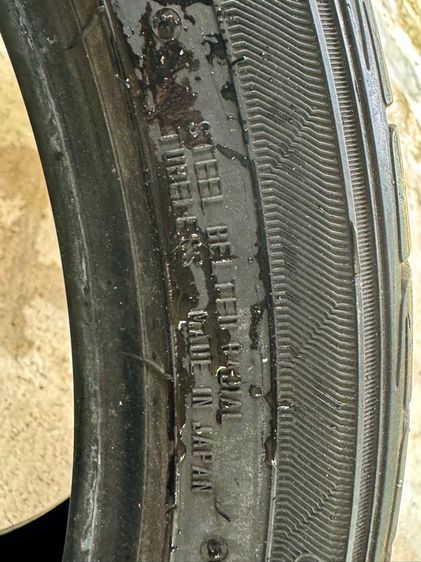 STEEL BELTED RADIAL
TUBELESS MADE IN JAPAN